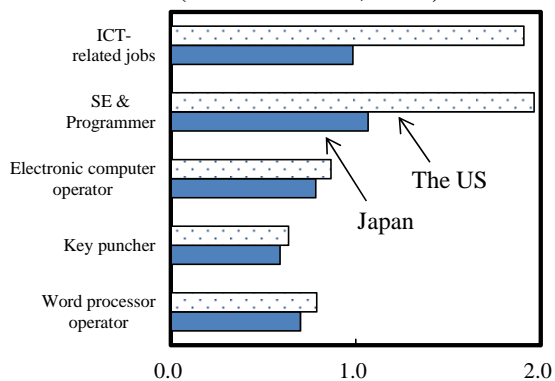 ICT-
related jobs
SE &
Programmer
Electronic computer
operator
The US
Japan
Key puncher
Word processor
operator
0.0 1.0 2.0